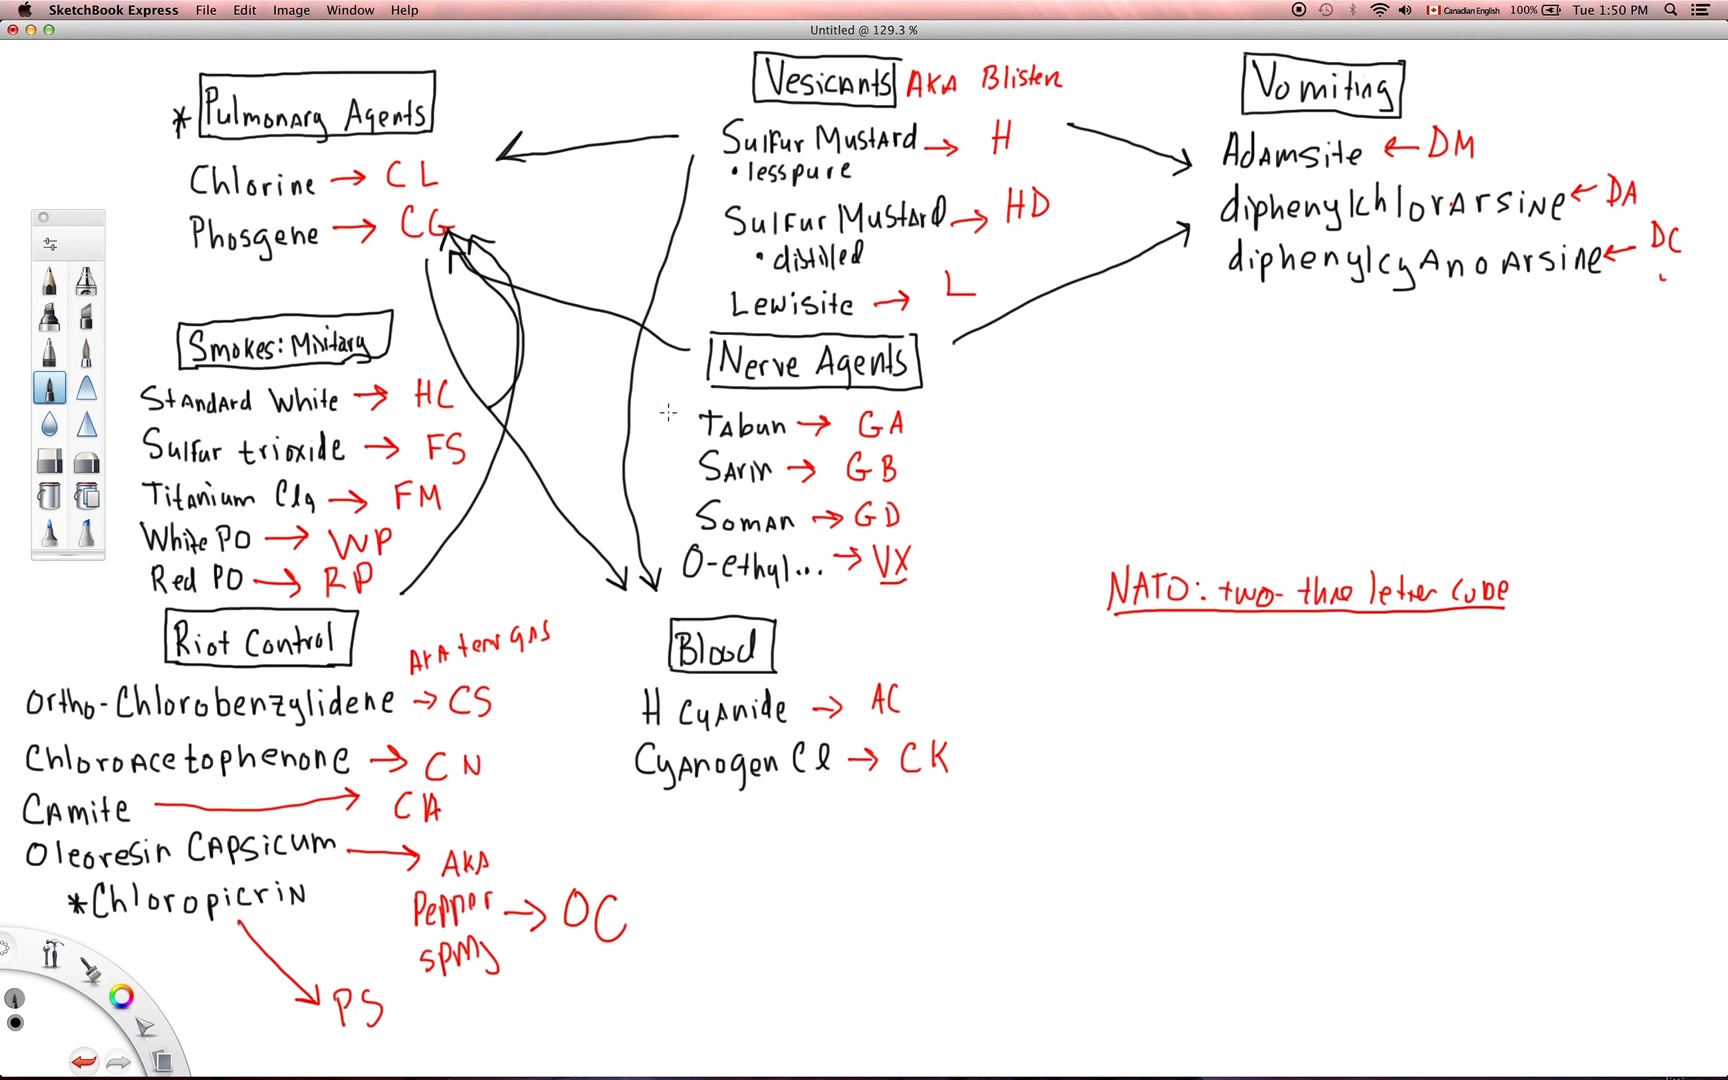 SketchBook Express File Edit Image Window Help
Canadian English 100% Tue 1:50 PM
Untitled @ 129.3 %
* Pulmonary Agents
Chlorine → CL
Phosgene → CG
Smokes: Military
Standard White → HC
Sulfur trioxide → FS
Titanium Cl4 → FM
White PO → WP
Red PO → RP
Riot Control
AKA tear gas
Ortho-Chlorobenzylidene → CS
Chloroacetophenone → CN
Camite → CA
Oleoresin Capsicum → AKA
Pepper → OC
spray
*Chloropicrin
PS
Vesicants AKA Blister
Sulfur Mustard → H
• less pure
Sulfur Mustard → HD
• distilled
Lewisite → L
Nerve Agents
Tabun → GA
Sarin → GB
Soman → GD
O-ethyl... → VX
Blood
H Cyanide → AC
Cyanogen Cl → CK
Vomiting
Adamsite ← DM
diphenylchlorArsine ← DA
diphenylcyAnoArsine ← DC
NATO: two- thre letter code